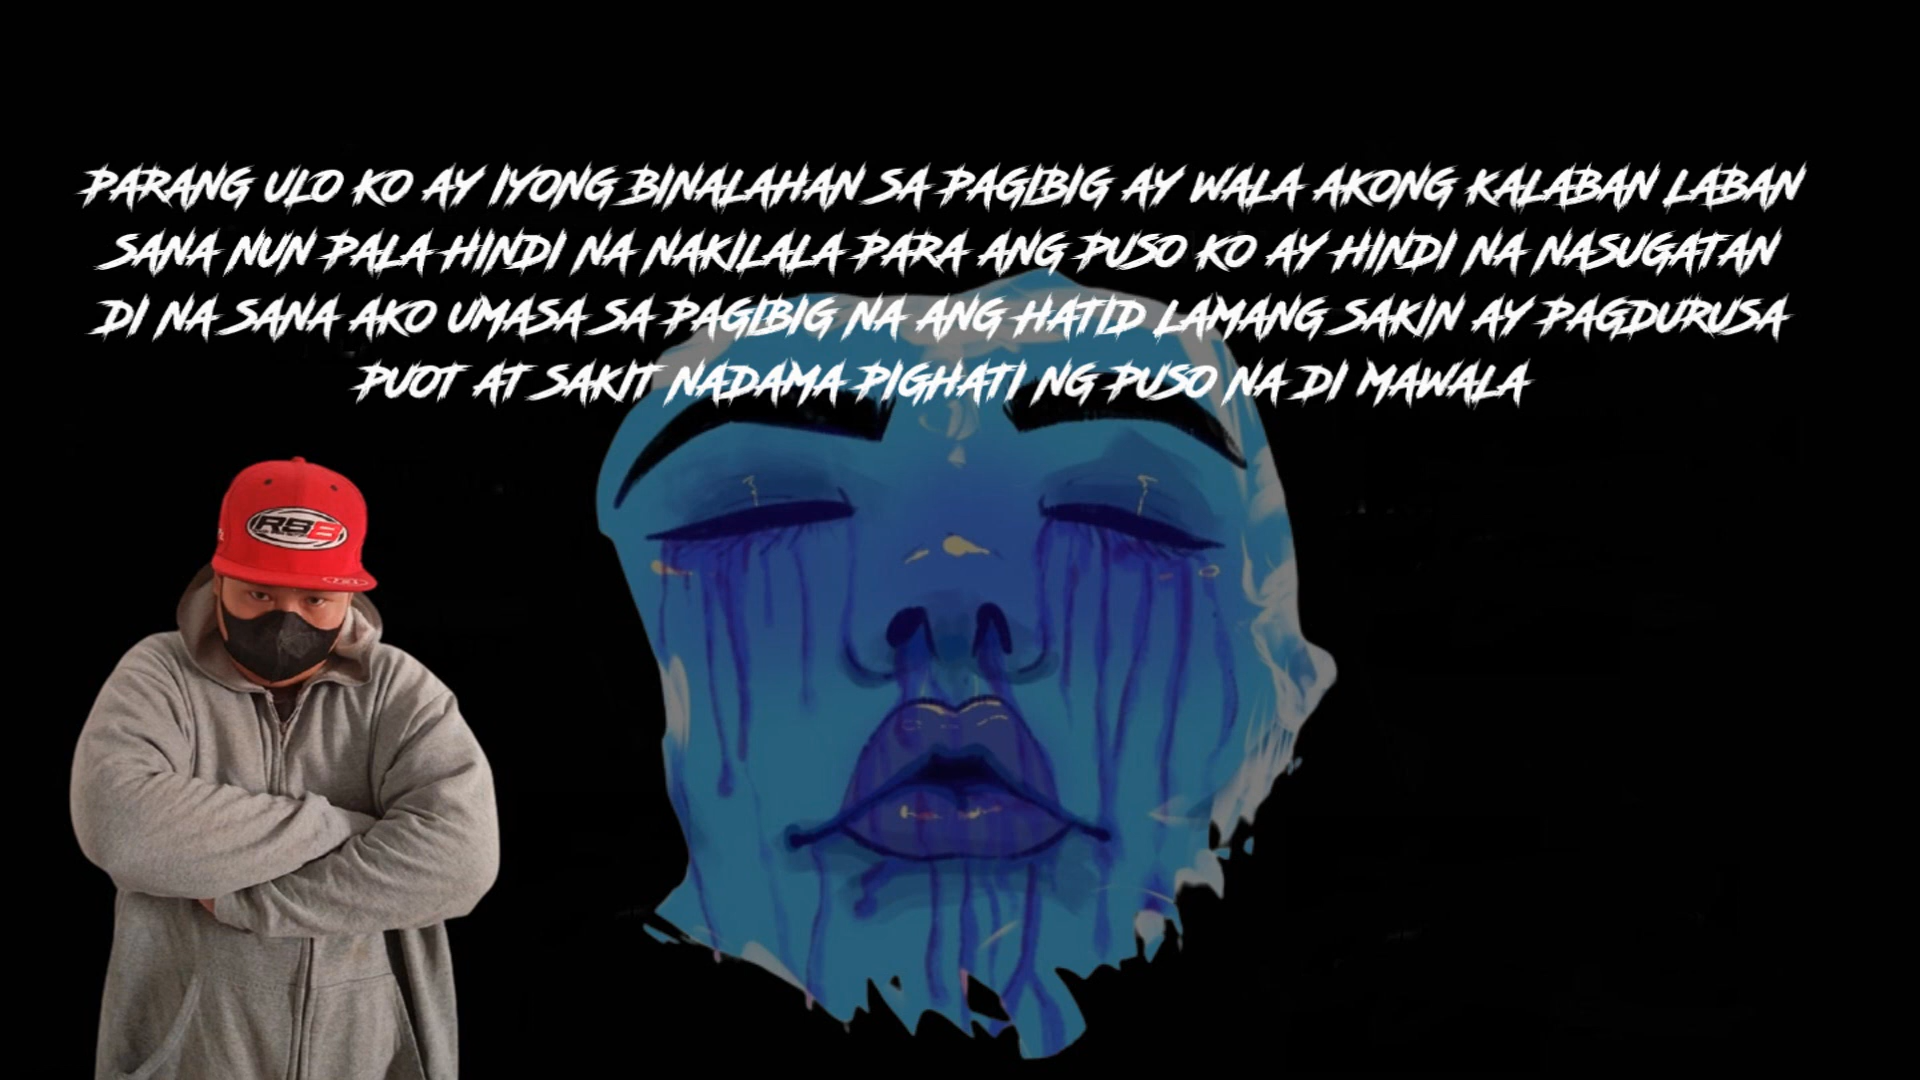 PARANG ULO KO AY IYONG BINALAHAN SA PAGIBIG AY WALA AKONG KALABAN LABAN
SANA NUN PALA HINDI NA NAKILALA PARA ANG PUSO KO AY HINDI NA NASUGATAN
DI NA SANA AKO UMASA SA PAGIBIG NA ANG HATID LAMANG SAKIN AY PAGDURUSA
PUOT AT SAKIT NADAMA PIGHATI NG PUSO NA DI MAWALA
RS8